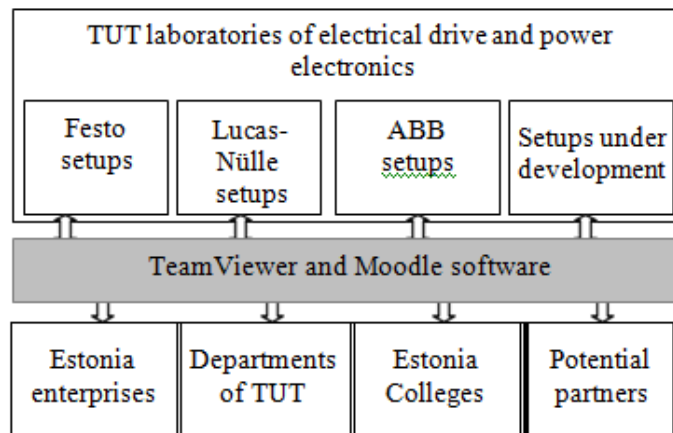 TUT laboratories of electrical drive and power
electronics
Festo
setups
Lucas-
Nülle
setups
ABB
setups
Setups under
development
TeamViewer and Moodle software
Estonia
enterprises
Departments
of TUT
Estonia
Colleges
Potential
partners